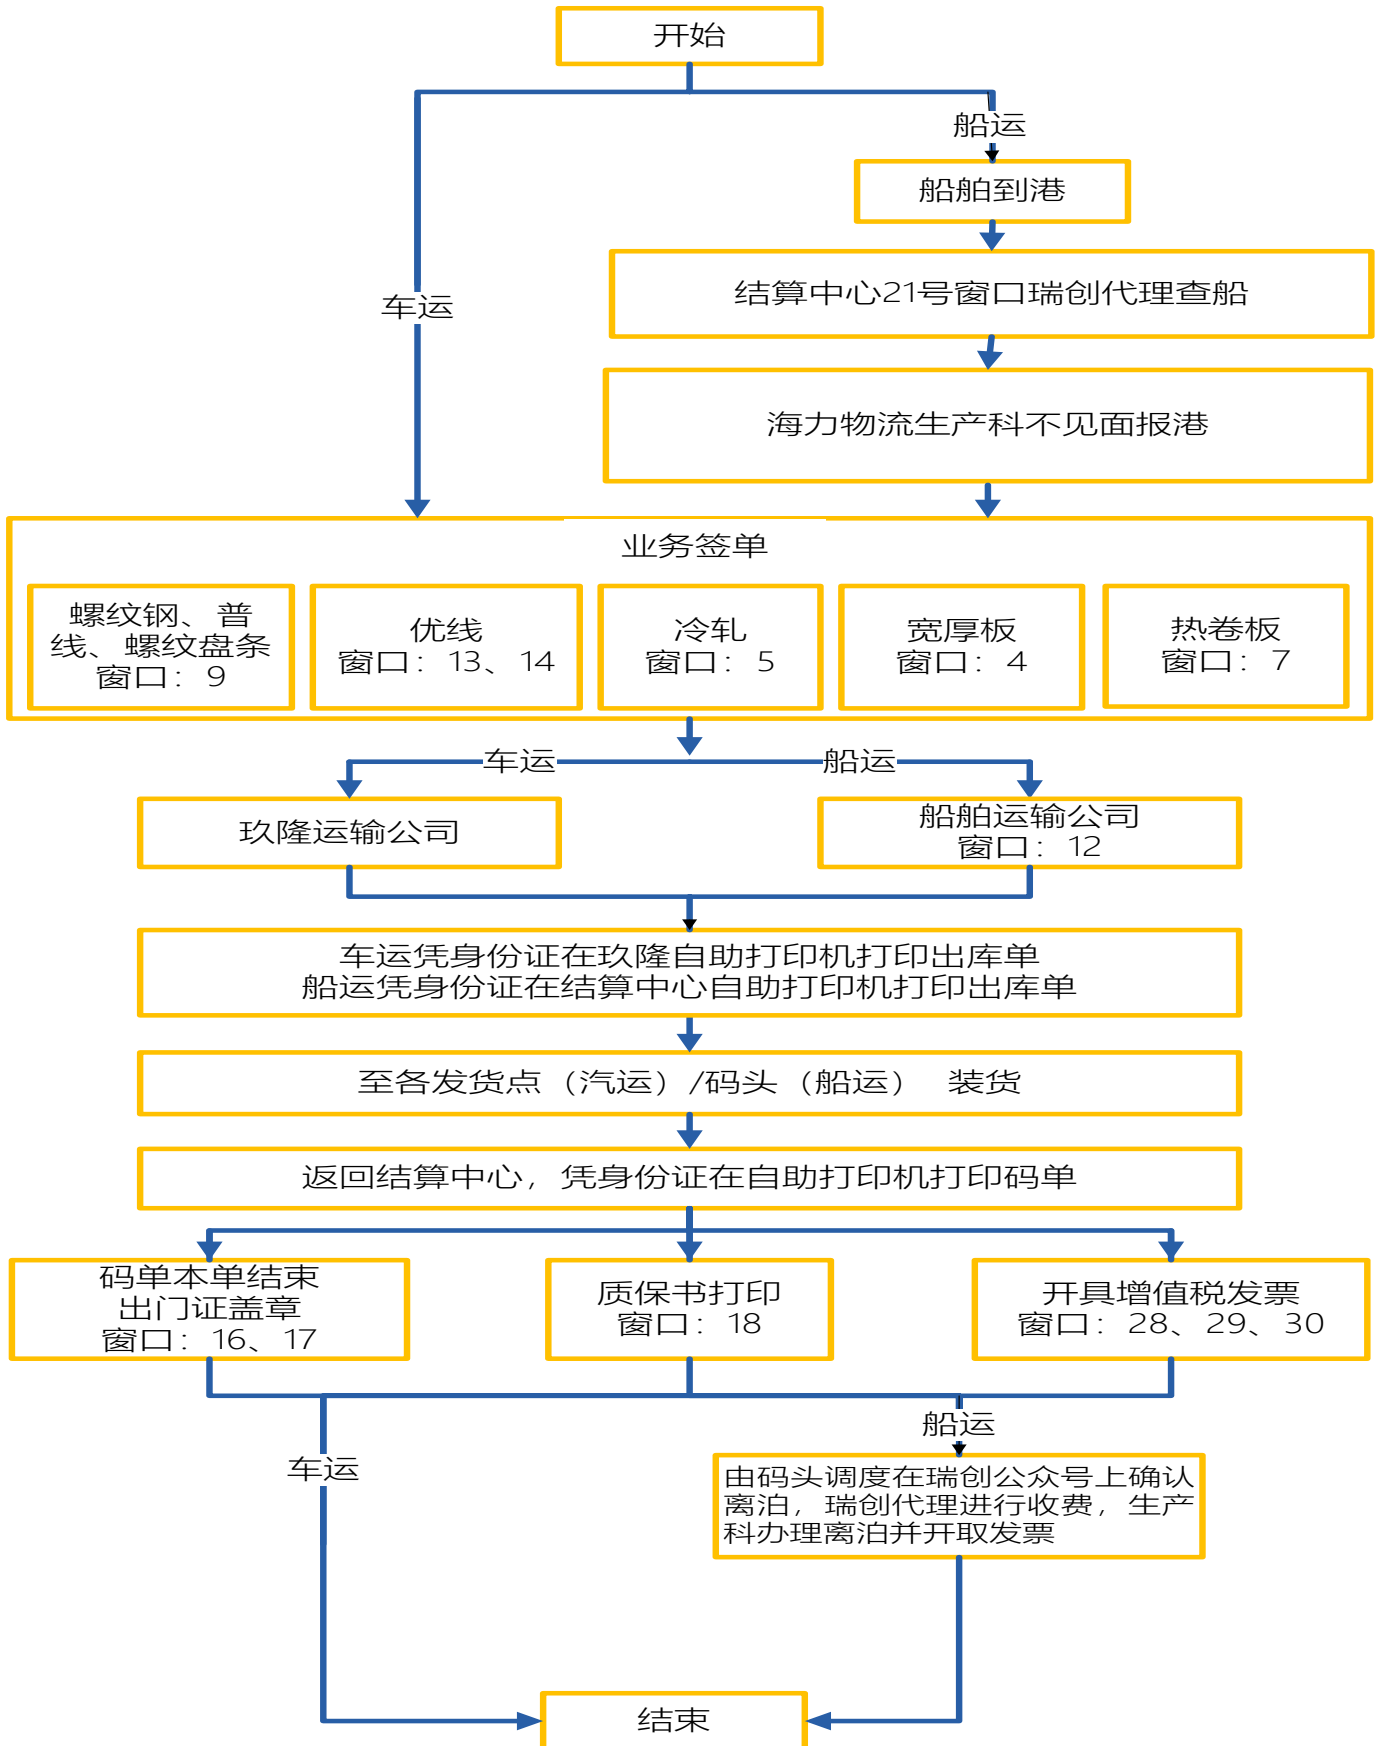 开始
船运
船舶到港
结算中心21号窗口瑞创代理查船
车运
海力物流生产科不见面报港
业务签单
螺纹钢、普
线、螺纹盘条
窗口：9
优线
窗口：13、14
冷轧
窗口：5
宽厚板
窗口：4
热卷板
窗口：7
车运
船运
玖隆运输公司
船舶运输公司
窗口：12
车运凭身份证在玖隆自助打印机打印出库单
船运凭身份证在结算中心自助打印机打印出库单
至各发货点（汽运）/码头（船运） 装货
返回结算中心，凭身份证在自助打印机打印码单
码单本单结束
出门证盖章
窗口：16、17
质保书打印
窗口：18
开具增值税发票
窗口：28、29、30
船运
车运
由码头调度在瑞创公众号上确认
离泊，瑞创代理进行收费，生产
科办理离泊并开取发票
结束